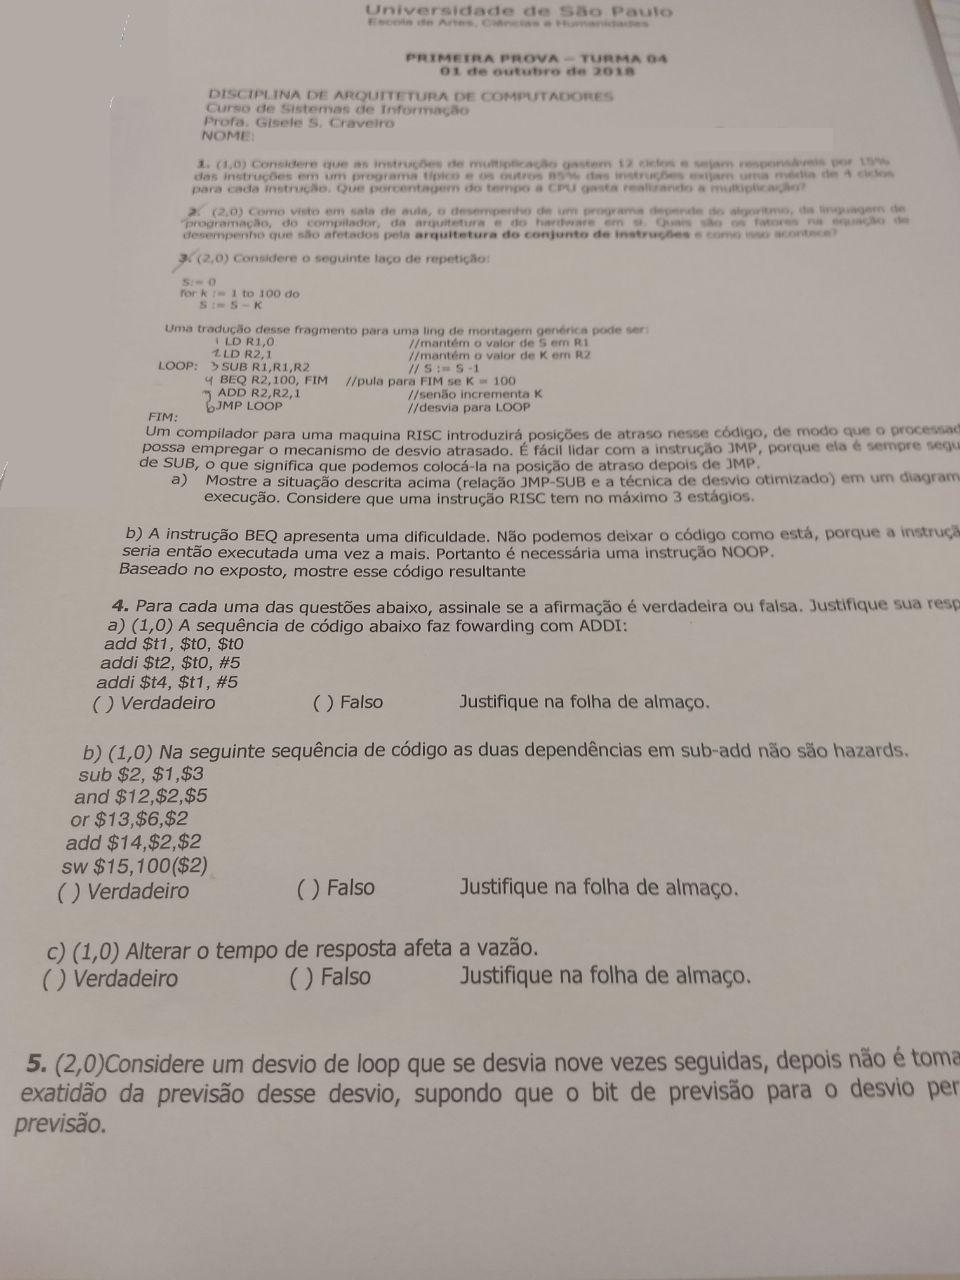 Universidade de São Paulo
Escola de Artes, Ciências e Humanidades
PRIMEIRA PROVA – TURMA 04
01 de outubro de 2018
DISCIPLINA DE ARQUITETURA DE COMPUTADORES
Curso de Sistemas de Informação
Profa. Gisele S. Craveiro
NOME:
1. (1,0) Considere que as instruções de multiplicação gastem 12 ciclos e sejam responsáveis por 15%
das instruções em um programa típico e os outros 85% das instruções exijam uma média de 4 ciclos
para cada instrução. Que porcentagem do tempo a CPU gasta realizando a multiplicação?
2. (2,0) Como visto em sala de aula, o desempenho de um programa depende do algoritmo, da linguagem de
programação, do compilador, da arquitetura e do hardware em si. Quais são os fatores na equação de
desempenho que são afetados pela arquitetura do conjunto de instruções e como isso acontece?
3. (2,0) Considere o seguinte laço de repetição:
S:= 0
for k := 1 to 100 do
S := S – K
Uma tradução desse fragmento para uma ling de montagem genérica pode ser:
1 LD R1,0 //mantém o valor de S em R1
2 LD R2,1 //mantém o valor de K em R2
LOOP: 3 SUB R1,R1,R2 // S := S -1
4 BEQ R2,100, FIM //pula para FIM se K = 100
5 ADD R2,R2,1 //senão incrementa K
6 JMP LOOP //desvia para LOOP
FIM:
Um compilador para uma maquina RISC introduzirá posições de atraso nesse código, de modo que o processad
possa empregar o mecanismo de desvio atrasado. É fácil lidar com a instrução JMP, porque ela é sempre segu
de SUB, o que significa que podemos colocá-la na posição de atraso depois de JMP.
a) Mostre a situação descrita acima (relação JMP-SUB e a técnica de desvio otimizado) em um diagram
execução. Considere que uma instrução RISC tem no máximo 3 estágios.
b) A instrução BEQ apresenta uma dificuldade. Não podemos deixar o código como está, porque a instruçã
seria então executada uma vez a mais. Portanto é necessária uma instrução NOOP.
Baseado no exposto, mostre esse código resultante
4. Para cada uma das questões abaixo, assinale se a afirmação é verdadeira ou falsa. Justifique sua resp
a) (1,0) A sequência de código abaixo faz fowarding com ADDI:
add $t1, $t0, $t0
addi $t2, $t0, #5
addi $t4, $t1, #5
( ) Verdadeiro ( ) Falso Justifique na folha de almaço.
b) (1,0) Na seguinte sequência de código as duas dependências em sub-add não são hazards.
sub $2, $1,$3
and $12,$2,$5
or $13,$6,$2
add $14,$2,$2
sw $15,100($2)
( ) Verdadeiro ( ) Falso Justifique na folha de almaço.
c) (1,0) Alterar o tempo de resposta afeta a vazão.
( ) Verdadeiro ( ) Falso Justifique na folha de almaço.
5. (2,0)Considere um desvio de loop que se desvia nove vezes seguidas, depois não é toma
exatidão da previsão desse desvio, supondo que o bit de previsão para o desvio per
previsão.